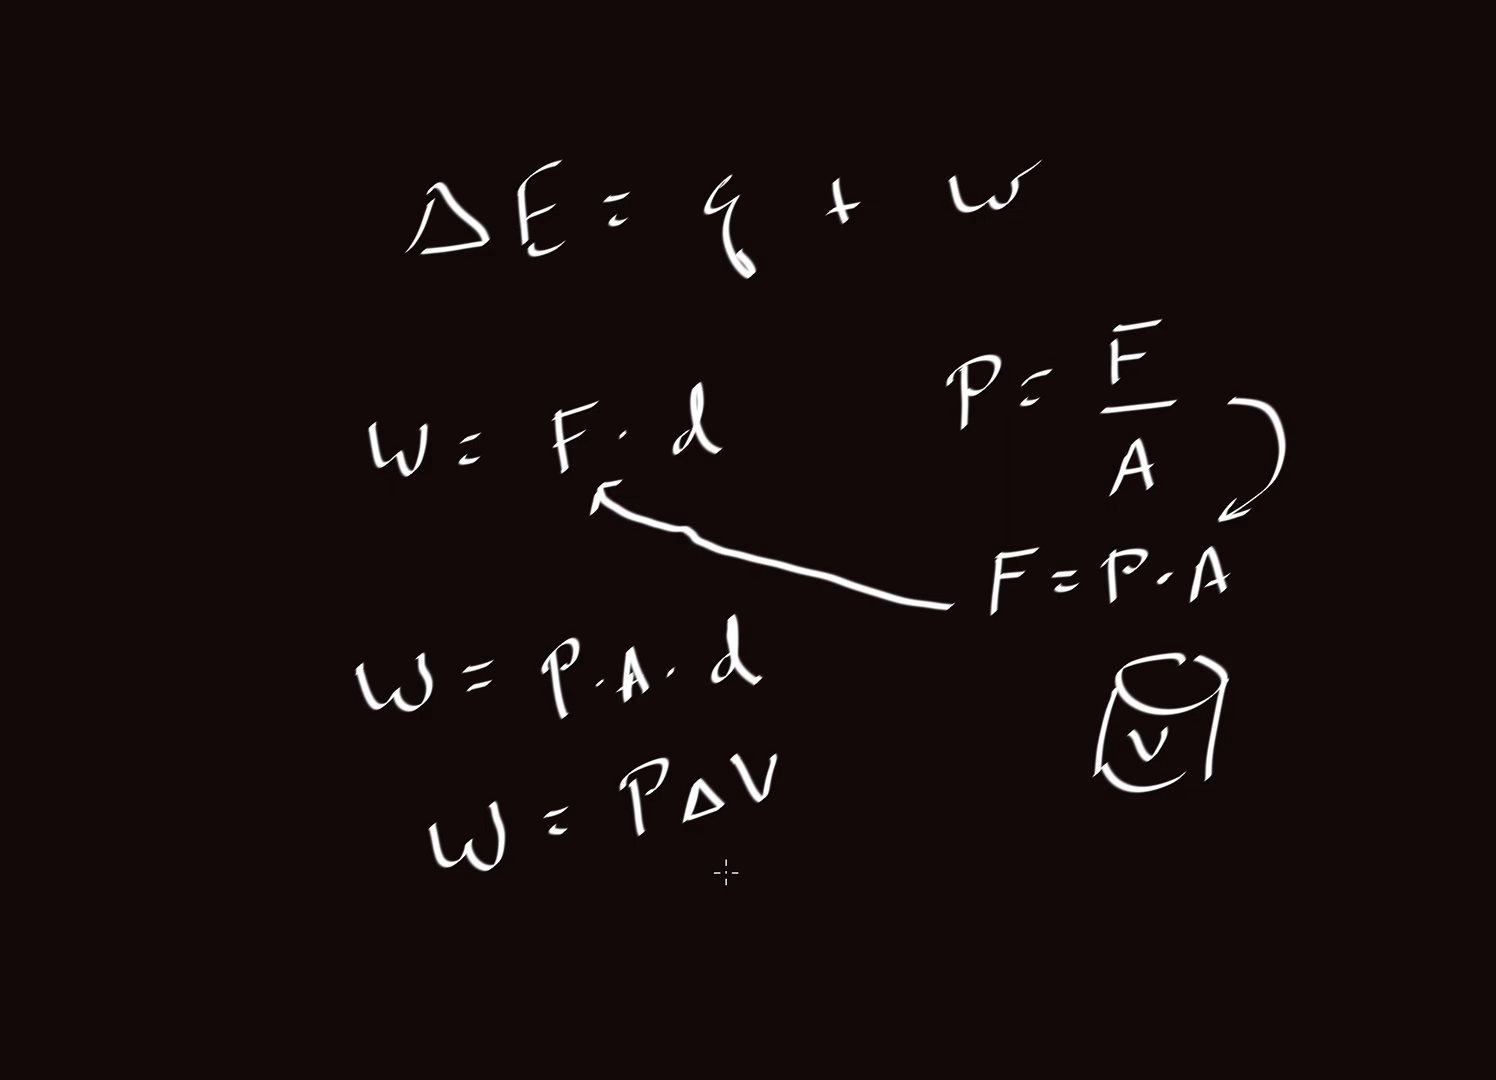 ΔE = q + w
W = F · d
P = F/A
F = P · A
W = P · A · d
V
W = PΔV